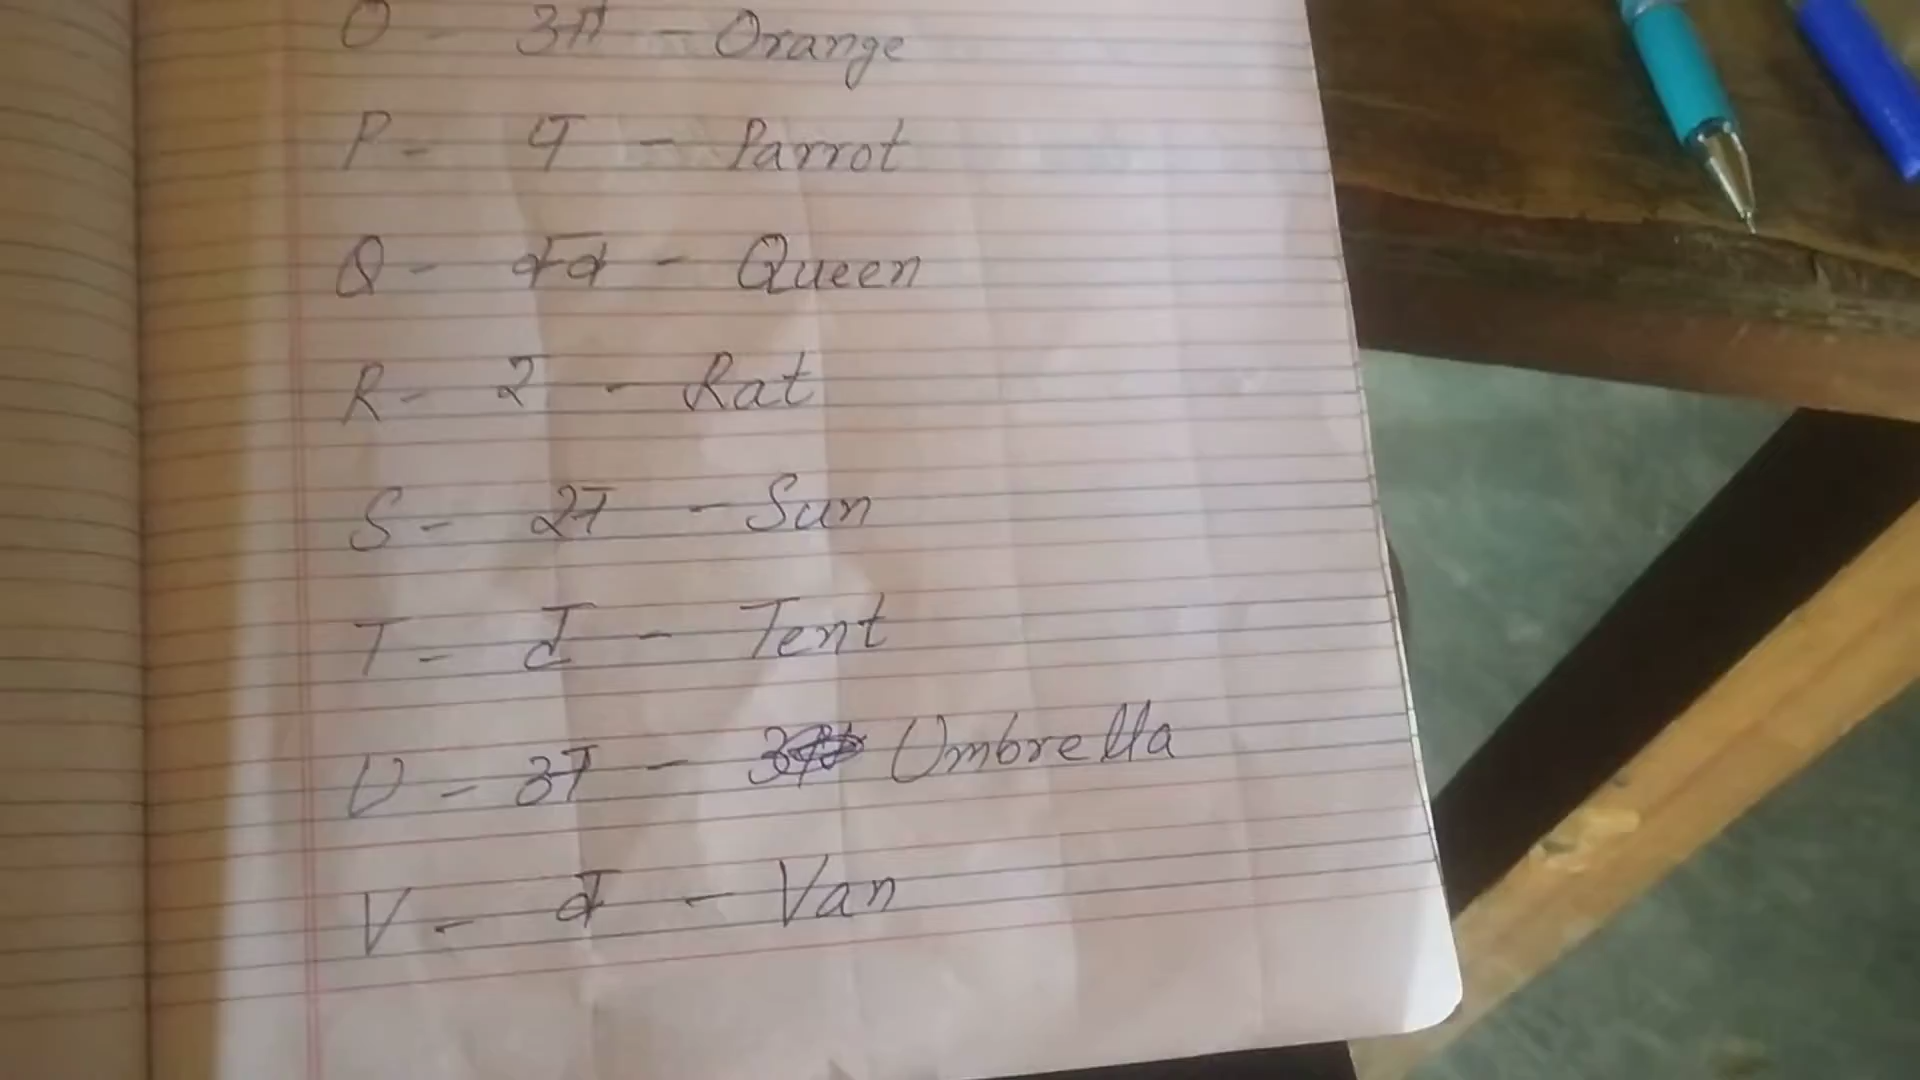 O - अ - Orange
P - प - Parrot
Q - क्व - Queen
R - र - Rat
S - स - Sun
T - ट - Tent
U - अ - Umbrella
V - व - Van